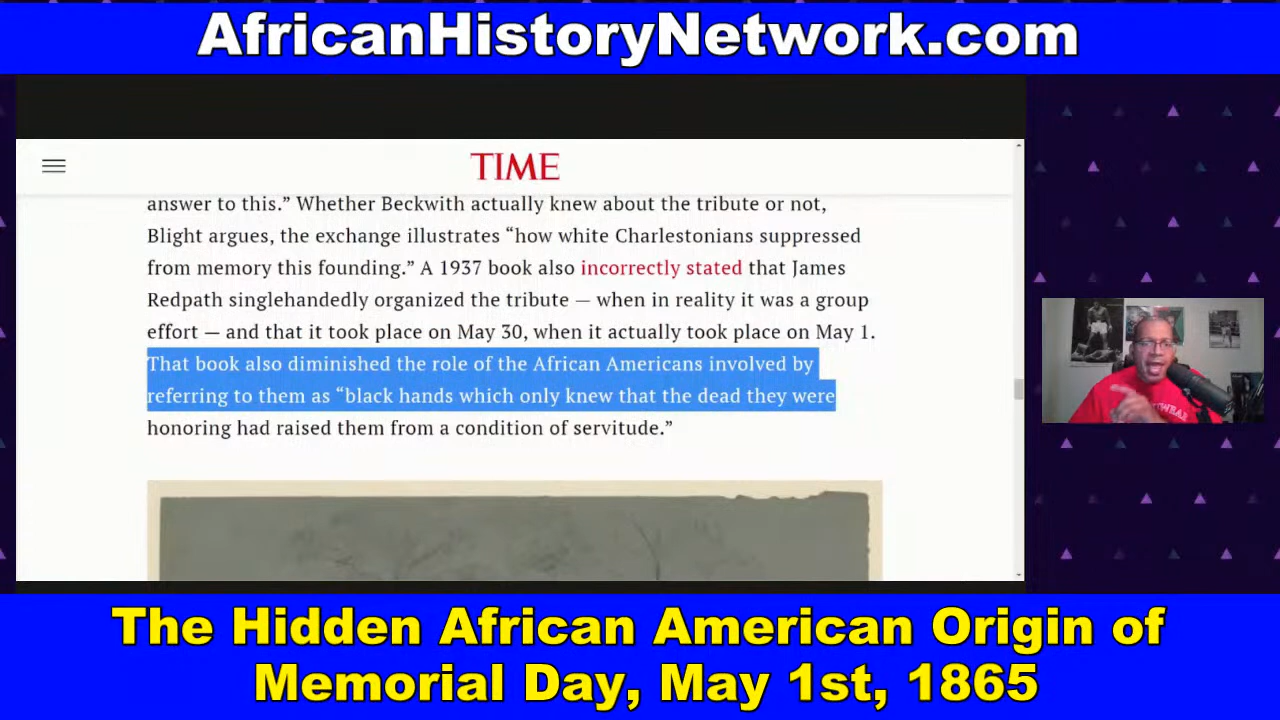 AfricanHistoryNetwork.com
TIME
answer to this.” Whether Beckwith actually knew about the tribute or not,
Blight argues, the exchange illustrates “how white Charlestonians suppressed
from memory this founding.” A 1937 book also incorrectly stated that James
Redpath singlehandedly organized the tribute — when in reality it was a group
effort — and that it took place on May 30, when it actually took place on May 1.
That book also diminished the role of the African Americans involved by
referring to them as “black hands which only knew that the dead they were
honoring had raised them from a condition of servitude.”
The Hidden African American Origin of
Memorial Day, May 1st, 1865